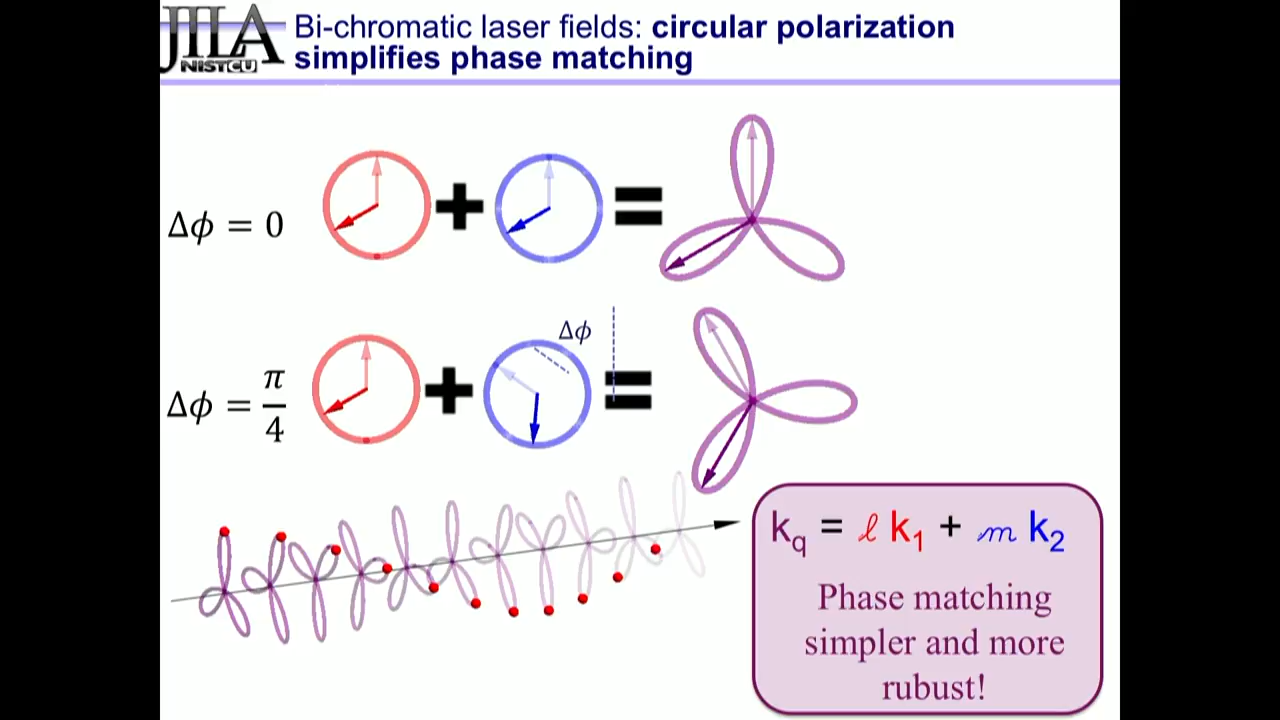 JILA
NIST CU
Bi-chromatic laser fields: circular polarization
simplifies phase matching
Δϕ = 0
Δϕ
Δϕ = π/4
k_q = ℓ k_1 + m k_2
Phase matching
simpler and more
rubust!